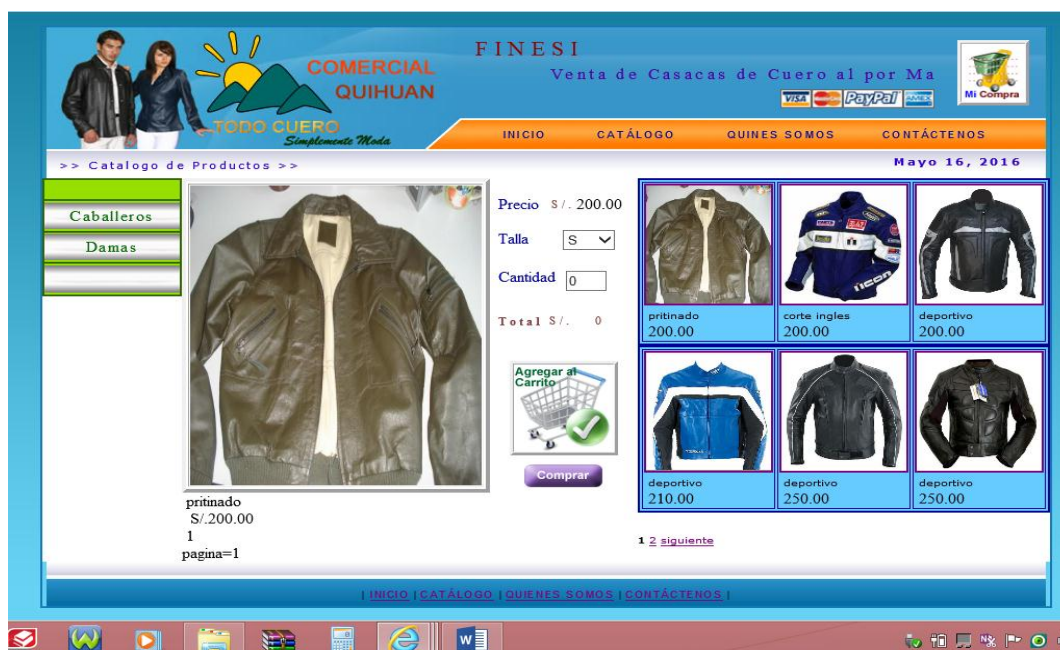 FINESI
Venta de Casacas de Cuero al por Ma
COMERCIAL
QUIHUAN
TODO CUERO
Simplemente Moda
VISA PayPal AMEX
Mi Compra
INICIO CATÁLOGO QUINES SOMOS CONTÁCTENOS
>> Catalogo de Productos >>
Mayo 16, 2016
Caballeros
Damas
Precio S/. 200.00
Talla S
Cantidad 0
Total S/. 0
Agregar al
Carrito
Comprar
pritinado
S/.200.00
1
pagina=1
pritinado corte ingles deportivo
200.00 200.00 200.00
deportivo deportivo deportivo
210.00 250.00 250.00
1 2 siguiente
| INICIO | CATÁLOGO | QUIENES SOMOS | CONTÁCTENOS |